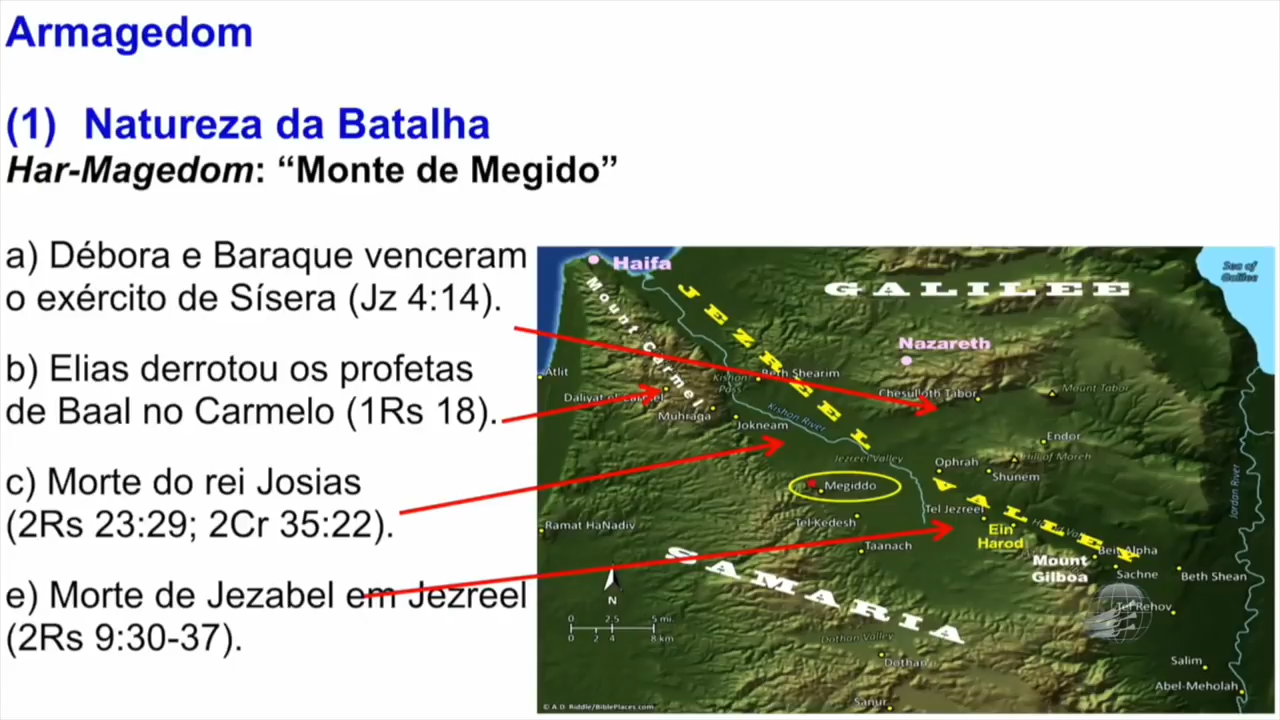 Armagedom
(1) Natureza da Batalha
Har-Magedom: “Monte de Megido”
a) Débora e Baraque venceram
o exército de Sísera (Jz 4:14).
b) Elias derrotou os profetas
de Baal no Carmelo (1Rs 18).
c) Morte do rei Josias
(2Rs 23:29; 2Cr 35:22).
e) Morte de Jezabel em Jezreel
(2Rs 9:30-37).
Haifa
Sea of
Galilee
GALILEE
Mount Carmel
JEZREEL
Nazareth
Atlit
Kishon
Pass
Beth Shearim
Daliyat el-Carmel
Chesulloth Tabor
Mount Tabor
Muhraqa
Jokneam
Kishon River
Endor
Jezreel Valley
Ophrah
Hill of Moreh
Shunem
Megiddo
VALLEY
Jordan River
Tel Jezreel
Ramat HaNadiv
Tel Kedesh
Ein
Harod
Taanach
Beit Alpha
Mount
Gilboa
Sachne
Beth Shean
SAMARIA
N
Tel Rehov
0 2.5 5 mi.
0 2 4 8 km
Dothan Valley
Dothan
Salim
Abel-Meholah
Sanur
© A.D. Riddle/BiblePlaces.com